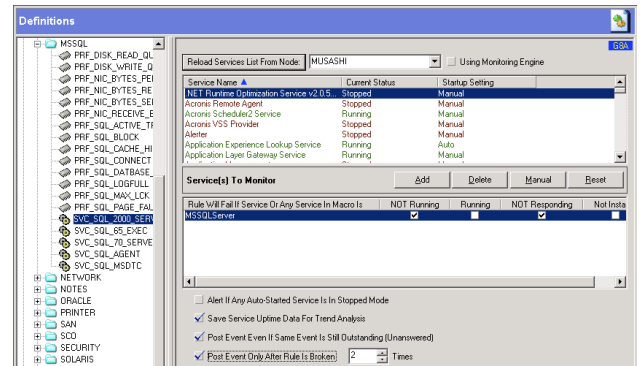 Definitions
MSSQL
PRF_DISK_READ_QU
PRF_DISK_WRITE_Q
PRF_NIC_BYTES_PEI
PRF_NIC_BYTES_RE
PRF_NIC_BYTES_SEI
PRF_NIC_RECEIVE_E
PRF_SQL_ACTIVE_TF
PRF_SQL_BLOCK
PRF_SQL_CACHE_HI
PRF_SQL_CONNECT
PRF_SQL_DATBASE_
PRF_SQL_LOGFULL
PRF_SQL_MAX_LCK
PRF_SQL_PAGE_FAU
SVC_SQL_2000_SERV
SVC_SQL_65_EXEC
SVC_SQL_70_SERVE
SVC_SQL_AGENT
SVC_SQL_MSDTC
NETWORK
NOTES
ORACLE
PRINTER
SAN
SCO
SECURITY
SOLARIS
G8A
Reload Services List From Node: MUSASHI Using Monitoring Engine
Service Name Current Status Startup Setting
.NET Runtime Optimization Service v2.0.5... Stopped Manual
Acronis Remote Agent Stopped Manual
Acronis Scheduler2 Service Running Manual
Acronis VSS Provider Stopped Manual
Alerter Stopped Manual
Application Experience Lookup Service Running Auto
Application Layer Gateway Service Running Manual
Service(s) To Monitor Add Delete Manual Reset
Rule Will Fail If Service Or Any Service In Macro Is NOT Running Running NOT Responding Not Insta
MSSQLServer
Alert If Any Auto-Started Service Is In Stopped Mode
Save Service Uptime Data For Trend Analysis
Post Event Even If Same Event Is Still Outstanding (Unanswered)
Post Event Only After Rule Is Broken 2 Times